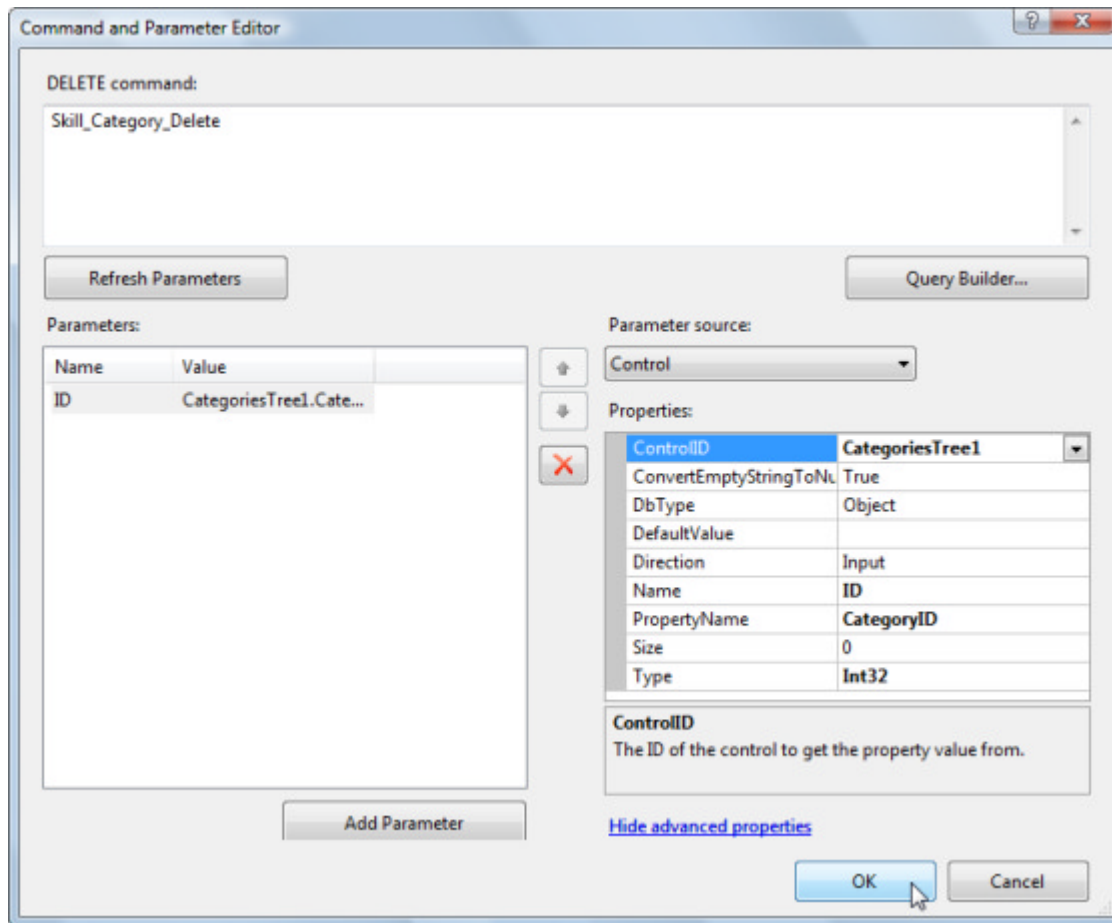 Command and Parameter Editor
DELETE command:
Skill_Category_Delete
Refresh Parameters
Query Builder...
Parameters:
Name Value
ID CategoriesTree1.Cate...
Add Parameter
Parameter source:
Control
Properties:
ControlID CategoriesTree1
ConvertEmptyStringToNu True
DbType Object
DefaultValue
Direction Input
Name ID
PropertyName CategoryID
Size 0
Type Int32
ControlID
The ID of the control to get the property value from.
Hide advanced properties
OK Cancel